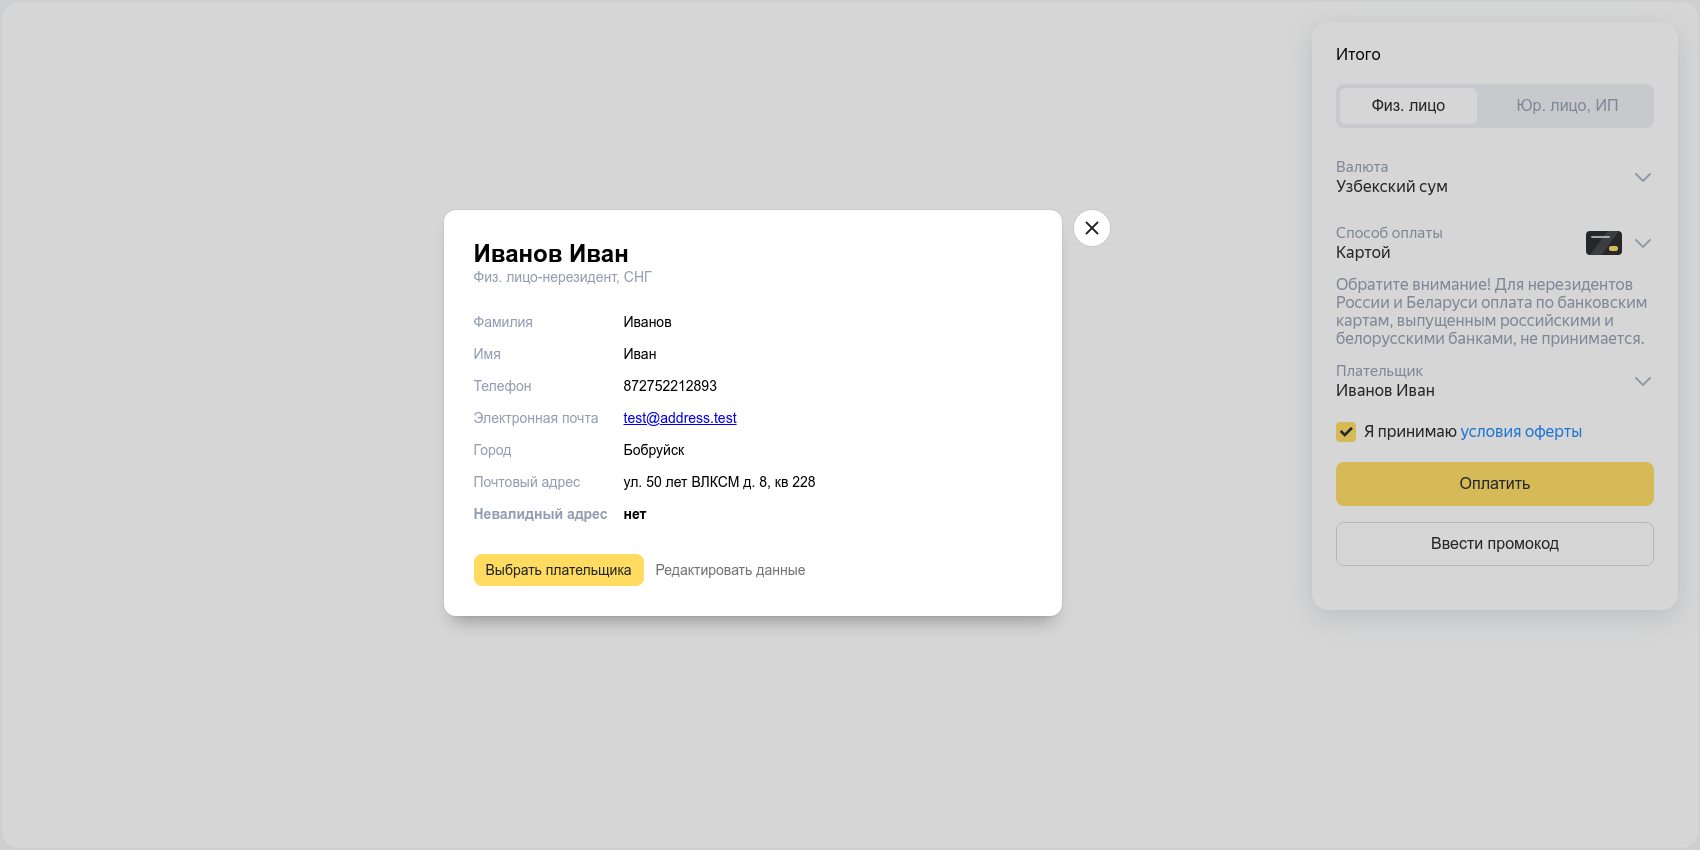 Иванов Иван
Физ. лицо-нерезидент, СНГ
Фамилия Иванов
Имя Иван
Телефон 872752212893
Электронная почта test@address.test
Город Бобруйск
Почтовый адрес ул. 50 лет ВЛКСМ д. 8, кв 228
Невалидный адрес нет
Выбрать плательщика Редактировать данные
Итого
Физ. лицо Юр. лицо, ИП
Валюта
Узбекский сум
Способ оплаты
Картой
Обратите внимание! Для нерезидентов
России и Беларуси оплата по банковским
картам, выпущенным российскими и
белорусскими банками, не принимается.
Плательщик
Иванов Иван
Я принимаю условия оферты
Оплатить
Ввести промокод